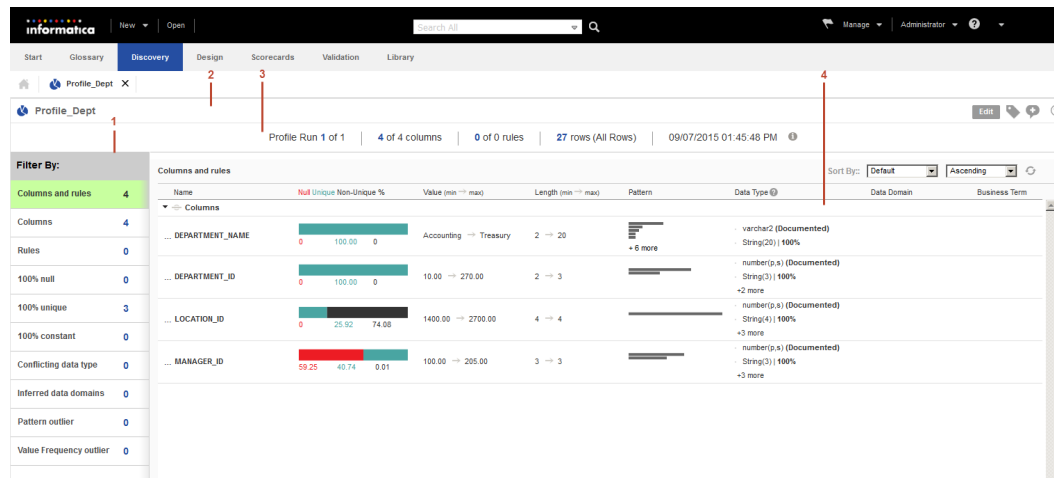 informatica New Open Search All Manage Administrator ?
Start Glossary Discovery Design Scorecards Validation Library
Profile_Dept X
2 3 4
Profile_Dept Edit
1
Profile Run 1 of 1 4 of 4 columns 0 of 0 rules 27 rows (All Rows) 09/07/2015 01:45:48 PM
Filter By:
Columns and rules 4
Columns 4
Rules 0
100% null 0
100% unique 3
100% constant 0
Conflicting data type 0
Inferred data domains 0
Pattern outlier 0
Value Frequency outlier 0
Columns and rules Sort By:: Default Ascending
Name Null Unique Non-Unique % Value (min → max) Length (min → max) Pattern Data Type ? Data Domain Business Term
Columns
... DEPARTMENT_NAME 0 100.00 0 Accounting → Treasury 2 → 20 + 6 more
varchar2 (Documented)
String(20) | 100%
... DEPARTMENT_ID 0 100.00 0 10.00 → 270.00 2 → 3
number(p,s) (Documented)
String(3) | 100%
+2 more
... LOCATION_ID 0 25.92 74.08 1400.00 → 2700.00 4 → 4
number(p,s) (Documented)
String(4) | 100%
+3 more
... MANAGER_ID 59.25 40.74 0.01 100.00 → 205.00 3 → 3
number(p,s) (Documented)
String(3) | 100%
+3 more